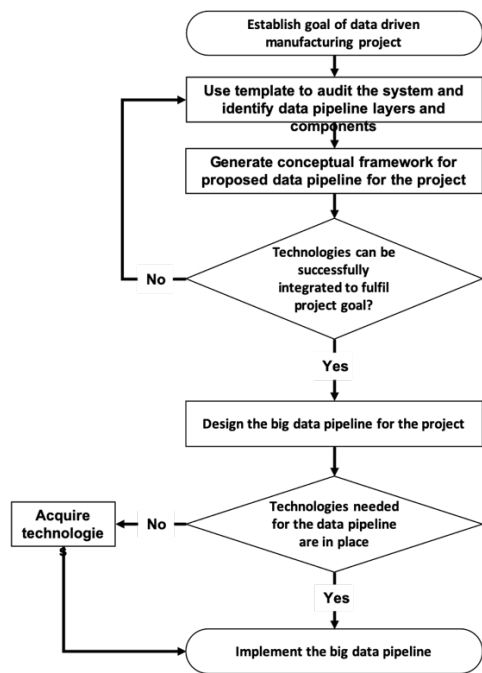 Establish goal of data driven
manufacturing project
Use template to audit the system and
identify data pipeline layers and
components
Generate conceptual framework for
proposed data pipeline for the project
Technologies can be
successfully
integrated to fulfil
project goal?
No
Yes
Design the big data pipeline for the project
Technologies needed
for the data pipeline
are in place
No
Acquire
technologie
s
Yes
Implement the big data pipeline